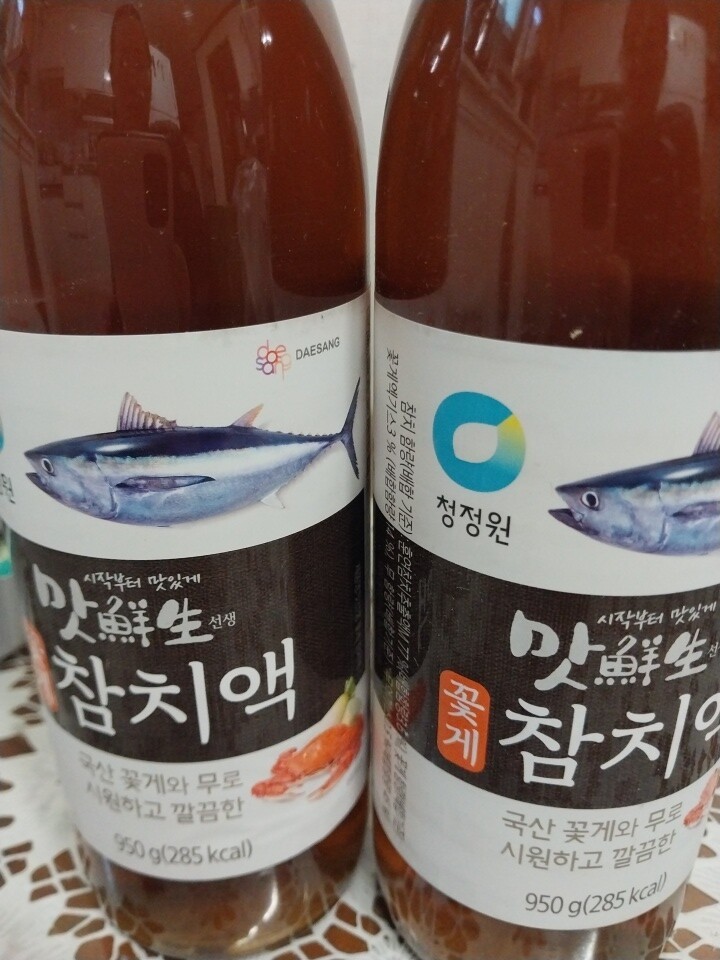 DAESANG
시작부터 맛있게
맛鮮生선생
참치액
국산 꽃게와 무로
시원하고 깔끔한
950 g(285 kcal)
청정원
시작부터 맛있게
맛鮮生
꽃게
참치액
국산 꽃게와 무로
시원하고 깔끔한
950 g(285 kcal)